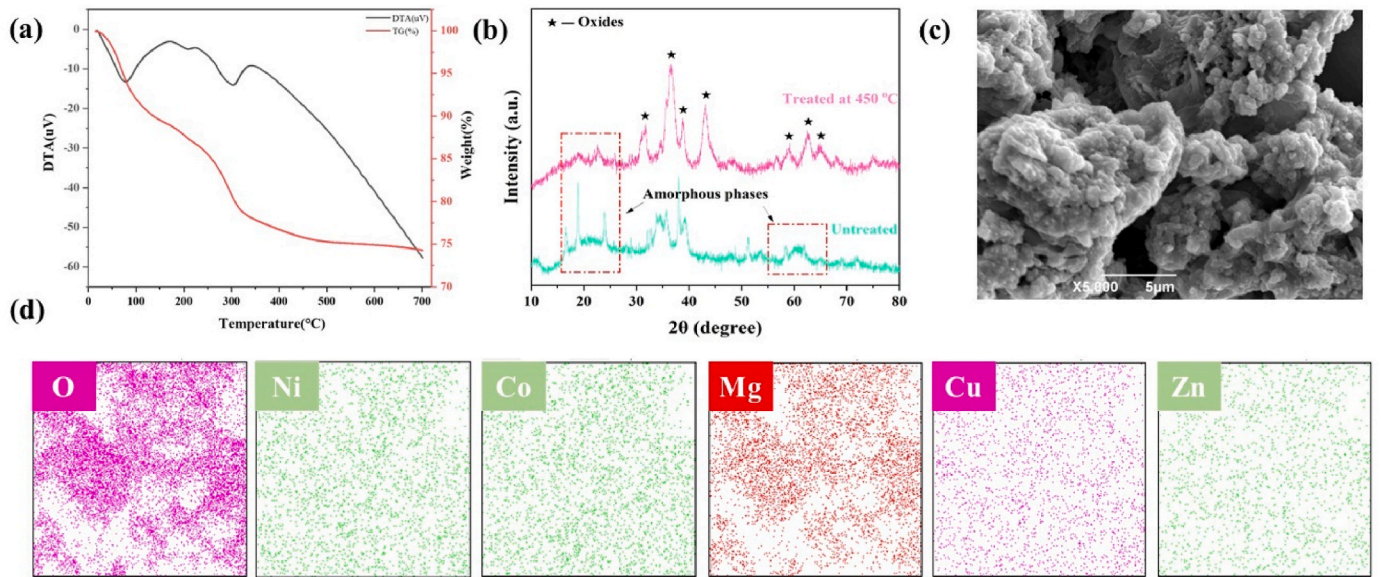 (a)
DTA(uV)
TG(%)
0
-10
-20
-30
-40
-50
-60
DTA(uV)
100
95
90
85
80
75
70
Weight(%)
0
100
200
300
400
500
600
700
Temperature(°C)
(b)
★ — Oxides
Treated at 450 °C
Amorphous phases
Untreated
Intensity (a.u.)
10
20
30
40
50
60
70
80
2θ (degree)
(c)
X5,000 5μm
(d)
O
Ni
Co
Mg
Cu
Zn